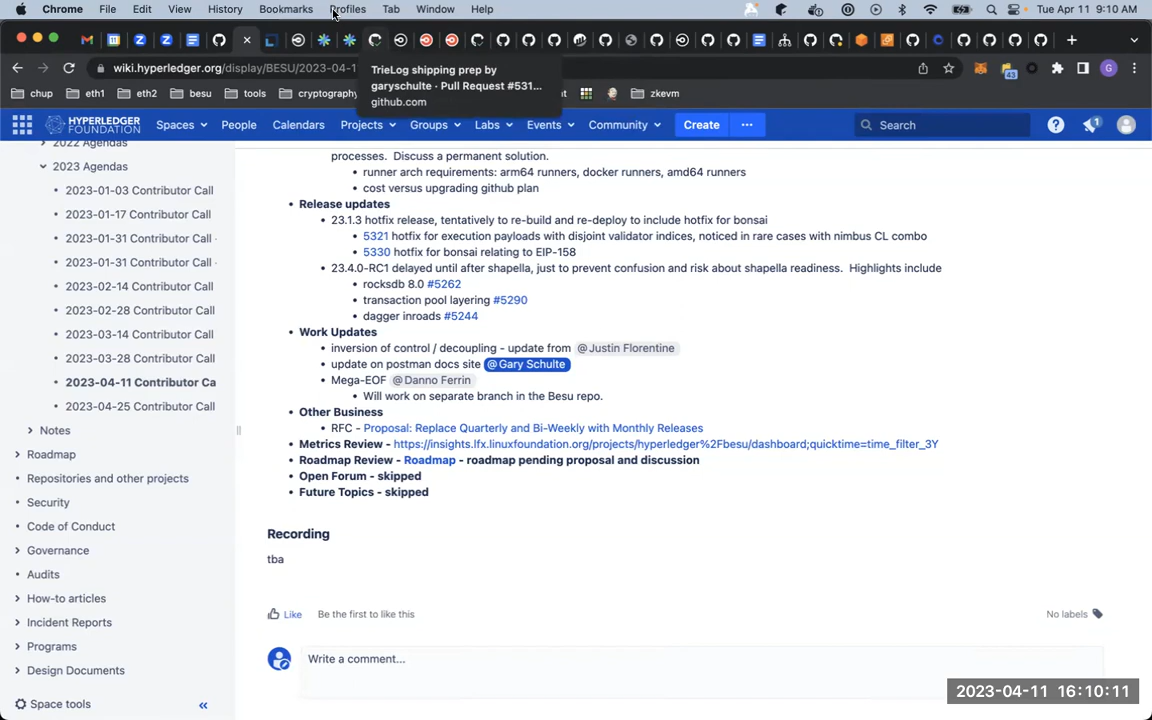 Chrome File Edit View History Bookmarks Profiles Tab Window Help Tue Apr 11 9:10 AM
wiki.hyperledger.org/display/BESU/2023-04-1
43
G
TrieLog shipping prep by
garyschulte · Pull Request #531...
github.com
chup eth1 eth2 besu tools cryptography zkevm
HYPERLEDGER FOUNDATION Spaces People Calendars Projects Groups Labs Events Community Create ... Search 1
2022 Agendas
2023 Agendas
2023-01-03 Contributor Call
2023-01-17 Contributor Call
2023-01-31 Contributor Call ·
2023-01-31 Contributor Call ·
2023-02-14 Contributor Call
2023-02-28 Contributor Call
2023-03-14 Contributor Call
2023-03-28 Contributor Call
2023-04-11 Contributor Ca
2023-04-25 Contributor Call
Notes
Roadmap
Repositories and other projects
Security
Code of Conduct
Governance
Audits
How-to articles
Incident Reports
Programs
Design Documents
Space tools «
processes. Discuss a permanent solution.
• runner arch requirements: arm64 runners, docker runners, amd64 runners
• cost versus upgrading github plan
• Release updates
• 23.1.3 hotfix release, tentatively to re-build and re-deploy to include hotfix for bonsai
• 5321 hotfix for execution payloads with disjoint validator indices, noticed in rare cases with nimbus CL combo
• 5330 hotfix for bonsai relating to EIP-158
• 23.4.0-RC1 delayed until after shapella, just to prevent confusion and risk about shapella readiness. Highlights include
• rocksdb 8.0 #5262
• transaction pool layering #5290
• dagger inroads #5244
• Work Updates
• inversion of control / decoupling - update from @Justin Florentine
• update on postman docs site @Gary Schulte
• Mega-EOF @Danno Ferrin
• Will work on separate branch in the Besu repo.
• Other Business
• RFC - Proposal: Replace Quarterly and Bi-Weekly with Monthly Releases
• Metrics Review - https://insights.lfx.linuxfoundation.org/projects/hyperledger%2Fbesu/dashboard;quicktime=time_filter_3Y
• Roadmap Review - Roadmap - roadmap pending proposal and discussion
• Open Forum - skipped
• Future Topics - skipped
Recording
tba
Like Be the first to like this No labels
Write a comment...
2023-04-11 16:10:11